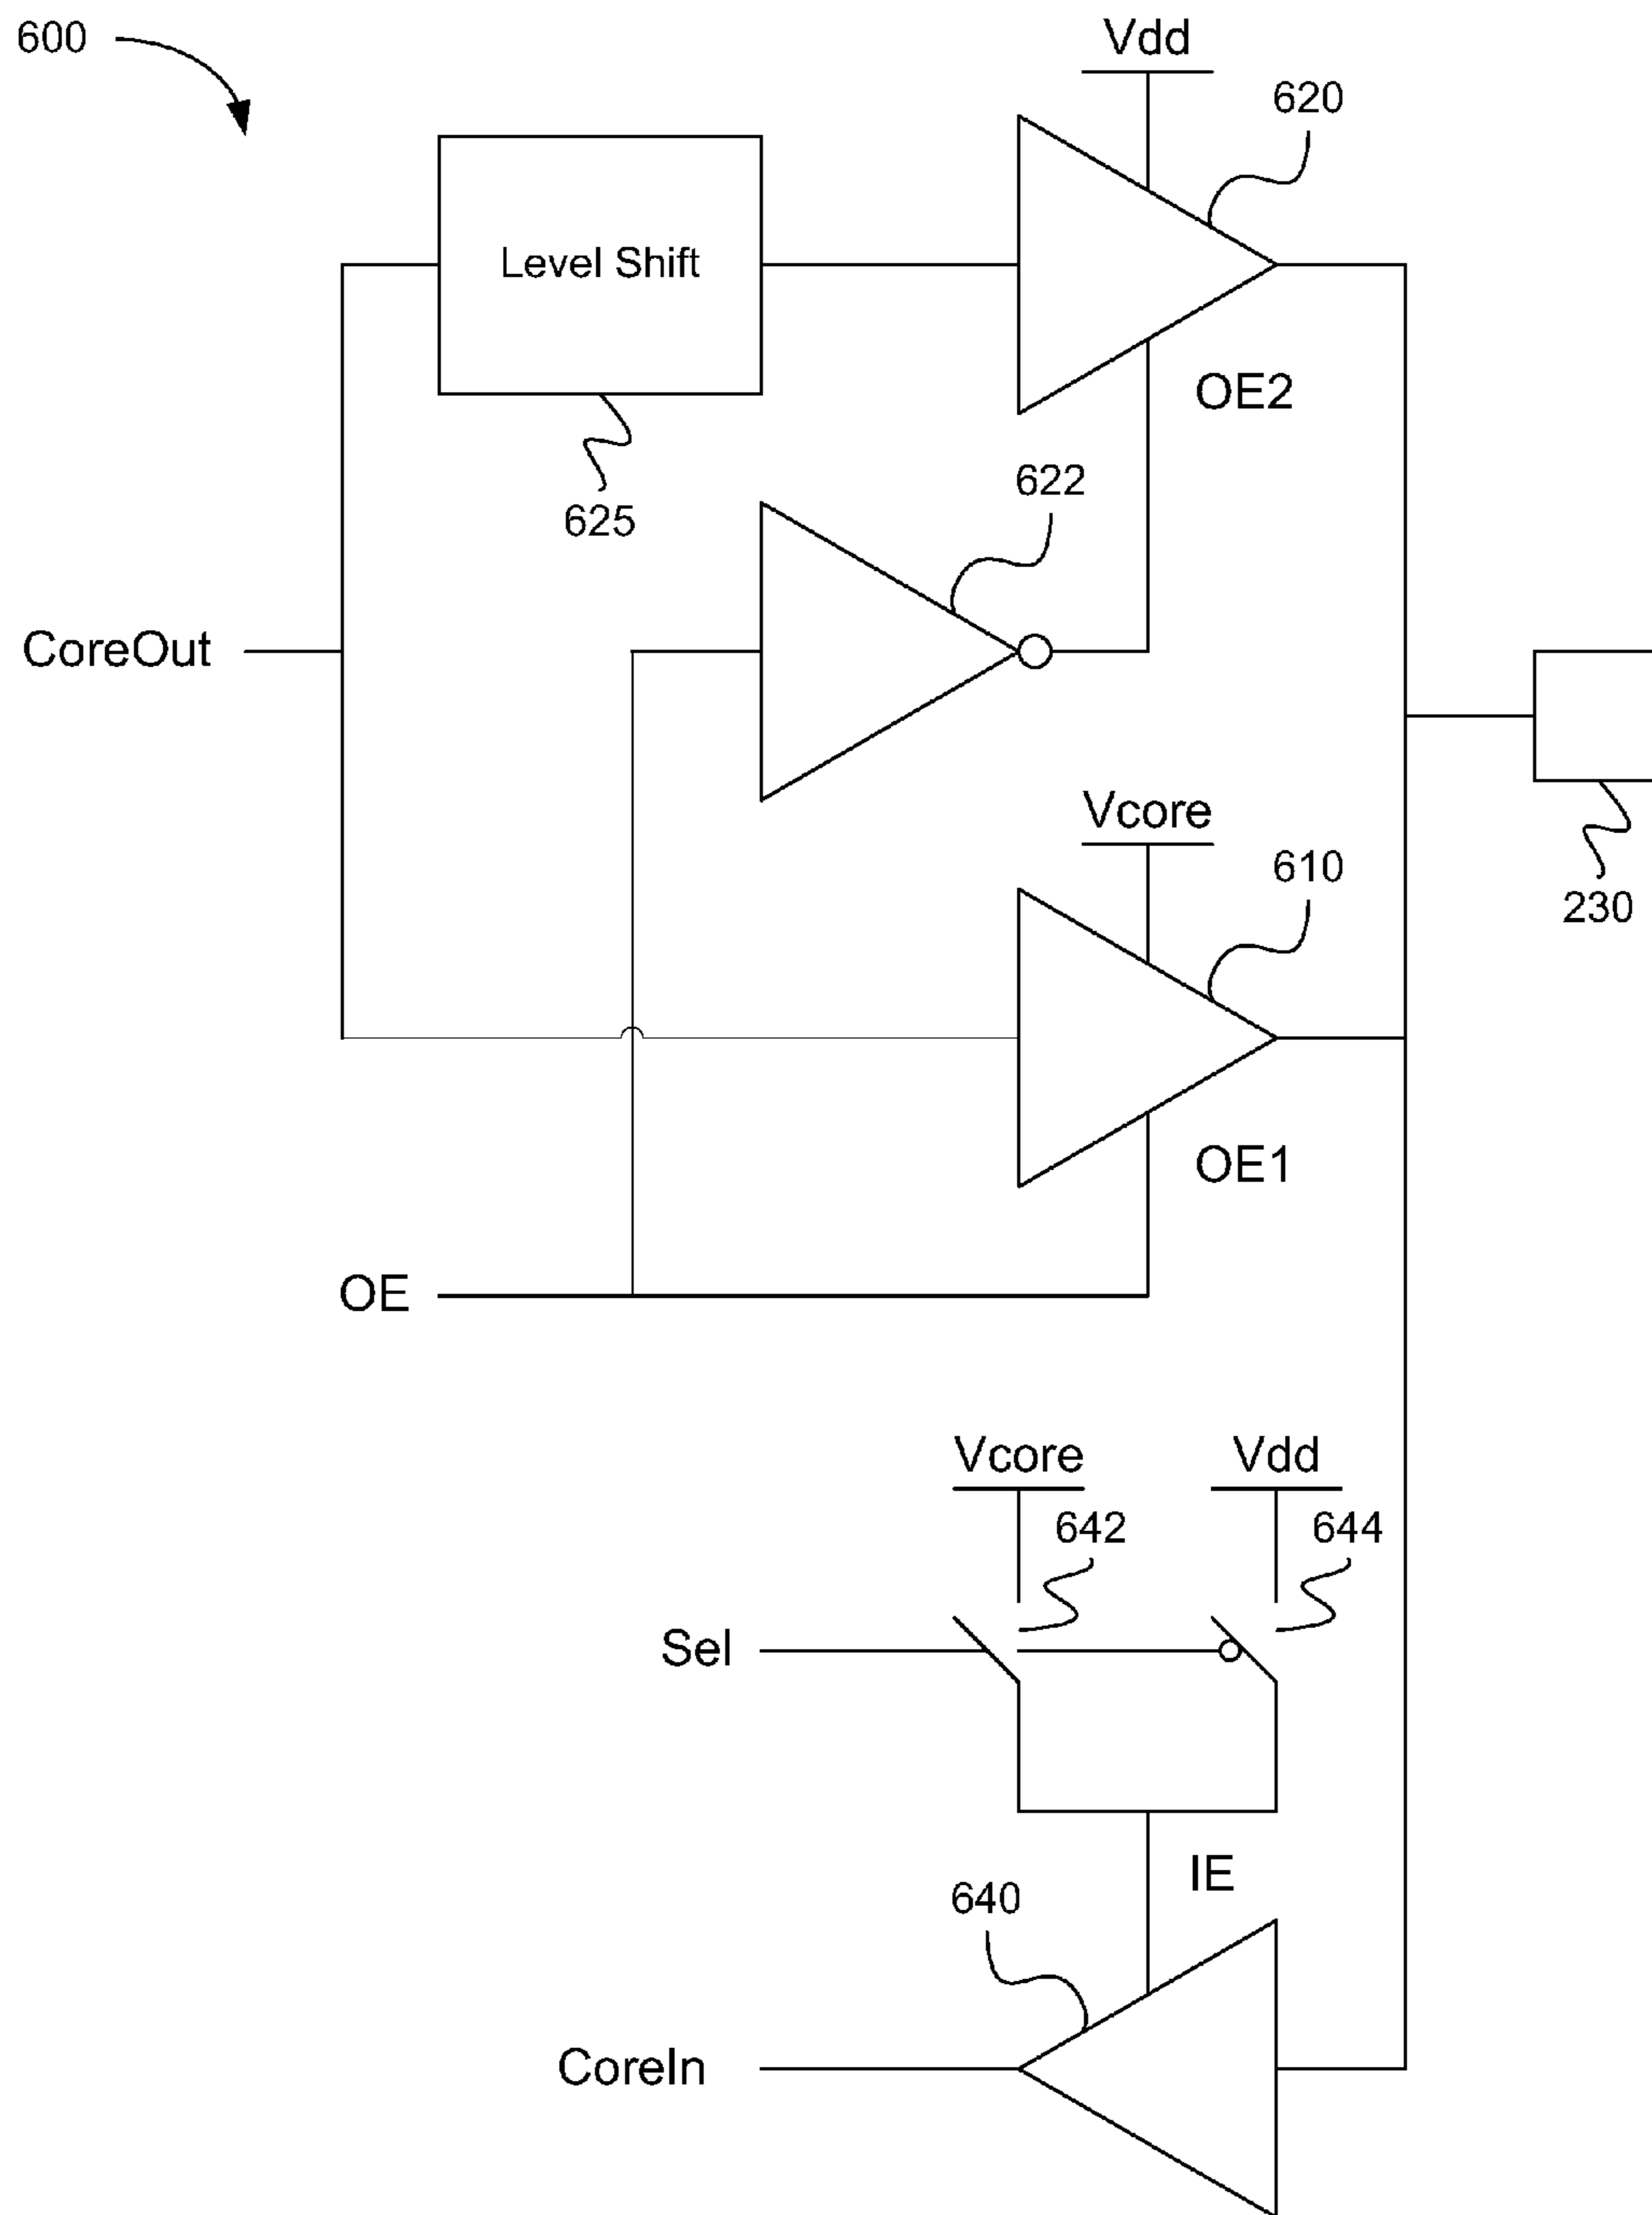 600
Vdd
620
Level Shift
OE2
625
622
CoreOut
Vcore
610
230
OE1
OE
Vcore
Vdd
642
644
Sel
IE
640
CoreIn